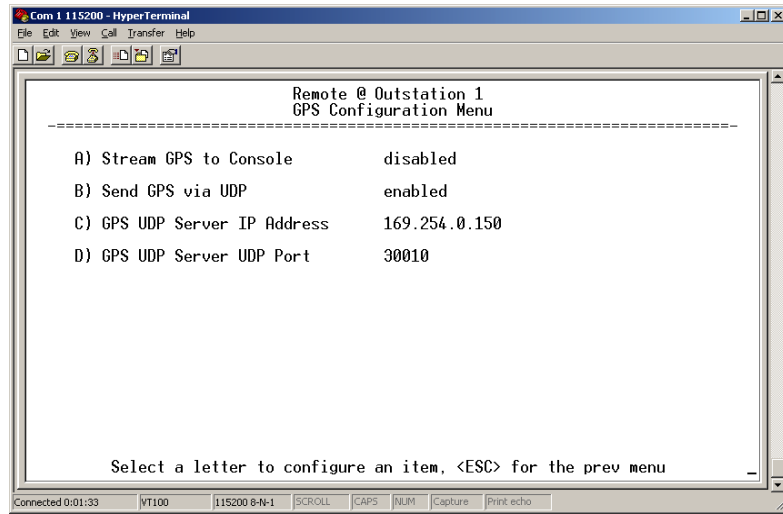 Com 1 115200 - HyperTerminal
File Edit View Call Transfer Help
Remote @ Outstation 1
GPS Configuration Menu
-==========================================================================-
A) Stream GPS to Console disabled
B) Send GPS via UDP enabled
C) GPS UDP Server IP Address 169.254.0.150
D) GPS UDP Server UDP Port 30010
Select a letter to configure an item, <ESC> for the prev menu
Connected 0:01:33 VT100 115200 8-N-1 SCROLL CAPS NUM Capture Print echo